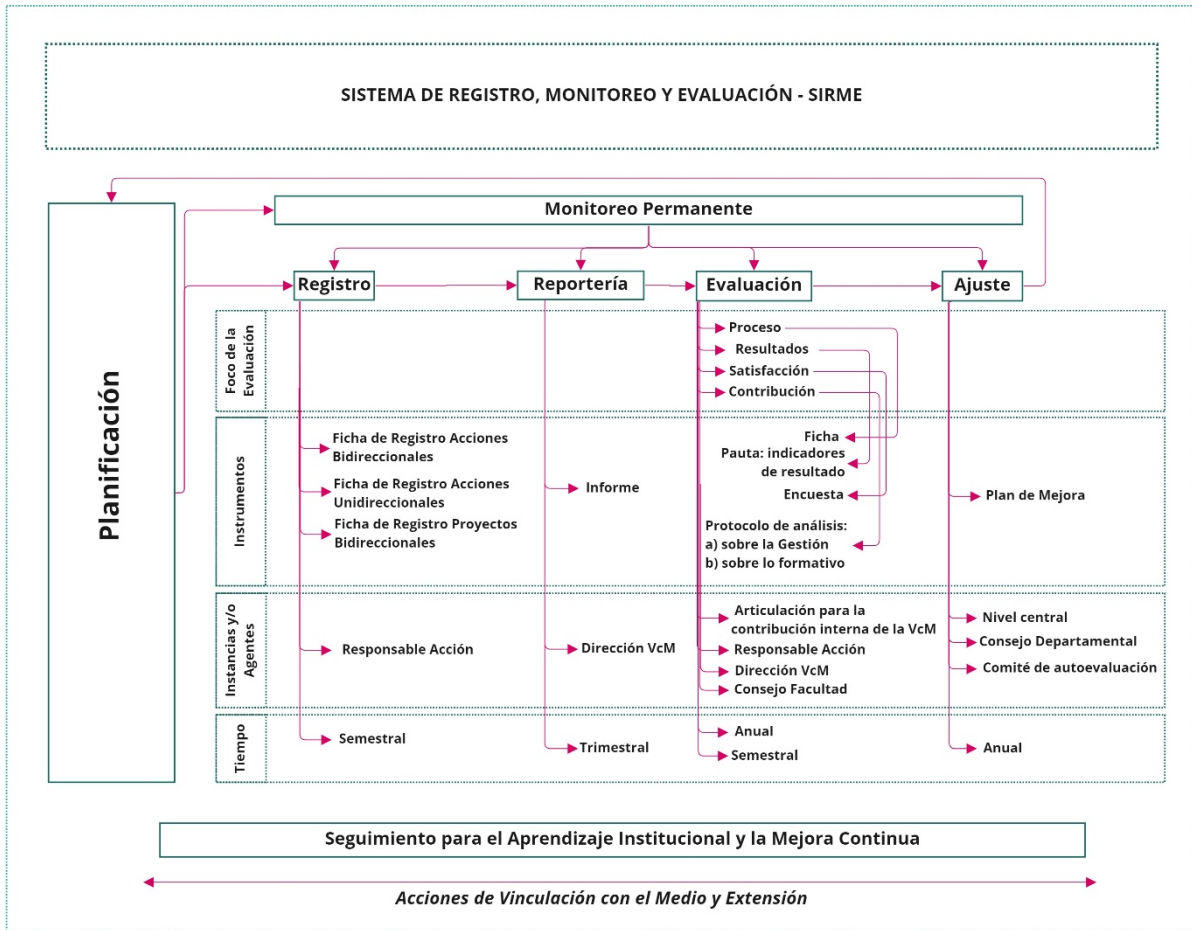 SISTEMA DE REGISTRO, MONITOREO Y EVALUACIÓN - SIRME
Planificación
Monitoreo Permanente
Registro
Reportería
Evaluación
Ajuste
Foco de la
Evaluación
Proceso
Resultados
Satisfacción
Contribución
Instrumentos
Ficha de Registro Acciones
Bidireccionales
Ficha de Registro Acciones
Unidireccionales
Ficha de Registro Proyectos
Bidireccionales
Informe
Ficha
Pauta: indicadores
de resultado
Encuesta
Protocolo de análisis:
a) sobre la Gestión
b) sobre lo formativo
Plan de Mejora
Instancias y/o
Agentes
Responsable Acción
Dirección VcM
Articulación para la
contribución interna de la VcM
Responsable Acción
Dirección VcM
Consejo Facultad
Nivel central
Consejo Departamental
Comité de autoevaluación
Tiempo
Semestral
Trimestral
Anual
Semestral
Anual
Seguimiento para el Aprendizaje Institucional y la Mejora Continua
Acciones de Vinculación con el Medio y Extensión